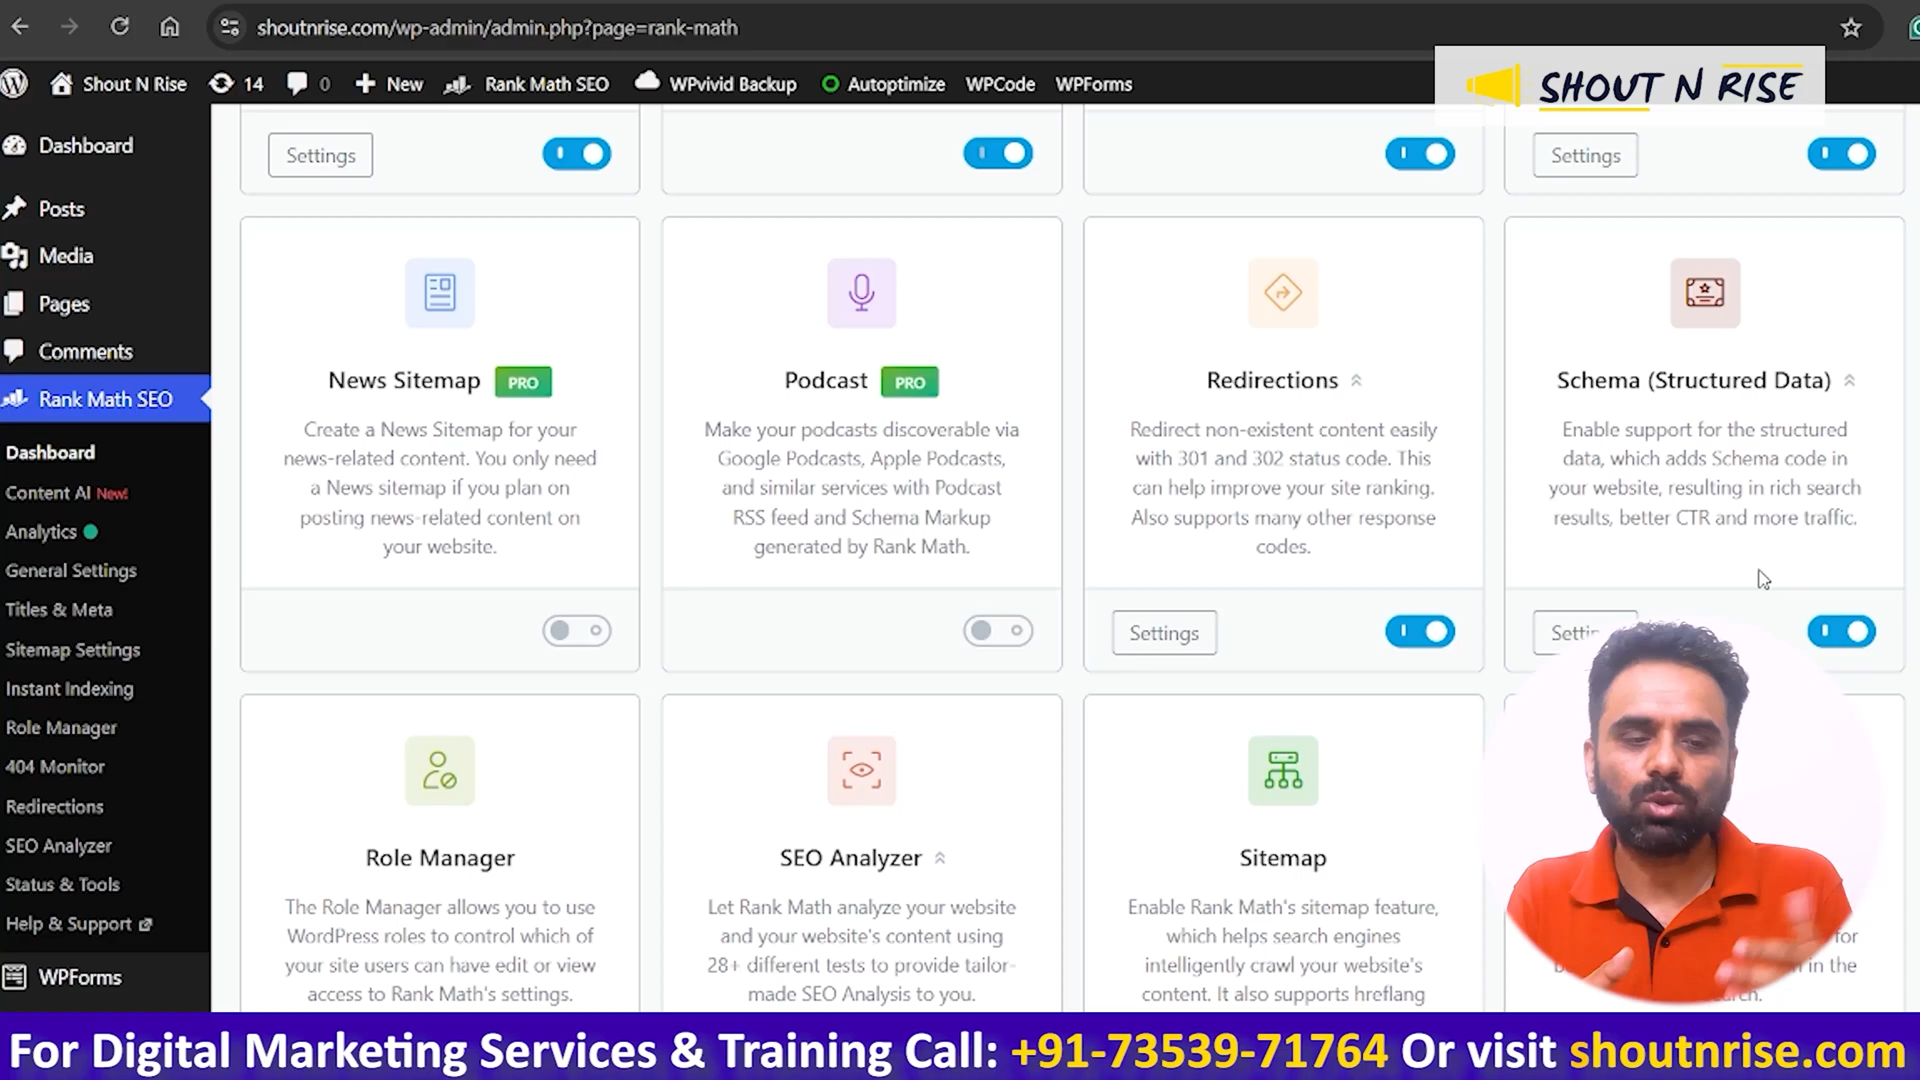 shoutnrise.com/wp-admin/admin.php?page=rank-math
Shout N Rise
14
0
New
Rank Math SEO
WPvivid Backup
Autoptimize
WPCode
WPForms
SHOUT N RISE
Dashboard
Posts
Media
Pages
Comments
Rank Math SEO
Dashboard
Content AI New!
Analytics
General Settings
Titles & Meta
Sitemap Settings
Instant Indexing
Role Manager
404 Monitor
Redirections
SEO Analyzer
Status & Tools
Help & Support
WPForms
Settings
Settings
News Sitemap PRO
Create a News Sitemap for your
news-related content. You only need
a News sitemap if you plan on
posting news-related content on
your website.
Podcast PRO
Make your podcasts discoverable via
Google Podcasts, Apple Podcasts,
and similar services with Podcast
RSS feed and Schema Markup
generated by Rank Math.
Redirections
Redirect non-existent content easily
with 301 and 302 status code. This
can help improve your site ranking.
Also supports many other response
codes.
Settings
Schema (Structured Data)
Enable support for the structured
data, which adds Schema code in
your website, resulting in rich search
results, better CTR and more traffic.
Role Manager
The Role Manager allows you to use
WordPress roles to control which of
your site users can have edit or view
access to Rank Math's settings.
SEO Analyzer
Let Rank Math analyze your website
and your website's content using
28+ different tests to provide tailor-
made SEO Analysis to you.
Sitemap
Enable Rank Math's sitemap feature,
which helps search engines
intelligently crawl your website's
content. It also supports hreflang
for
in the
For Digital Marketing Services & Training Call: +91-73539-71764 Or visit shoutnrise.com